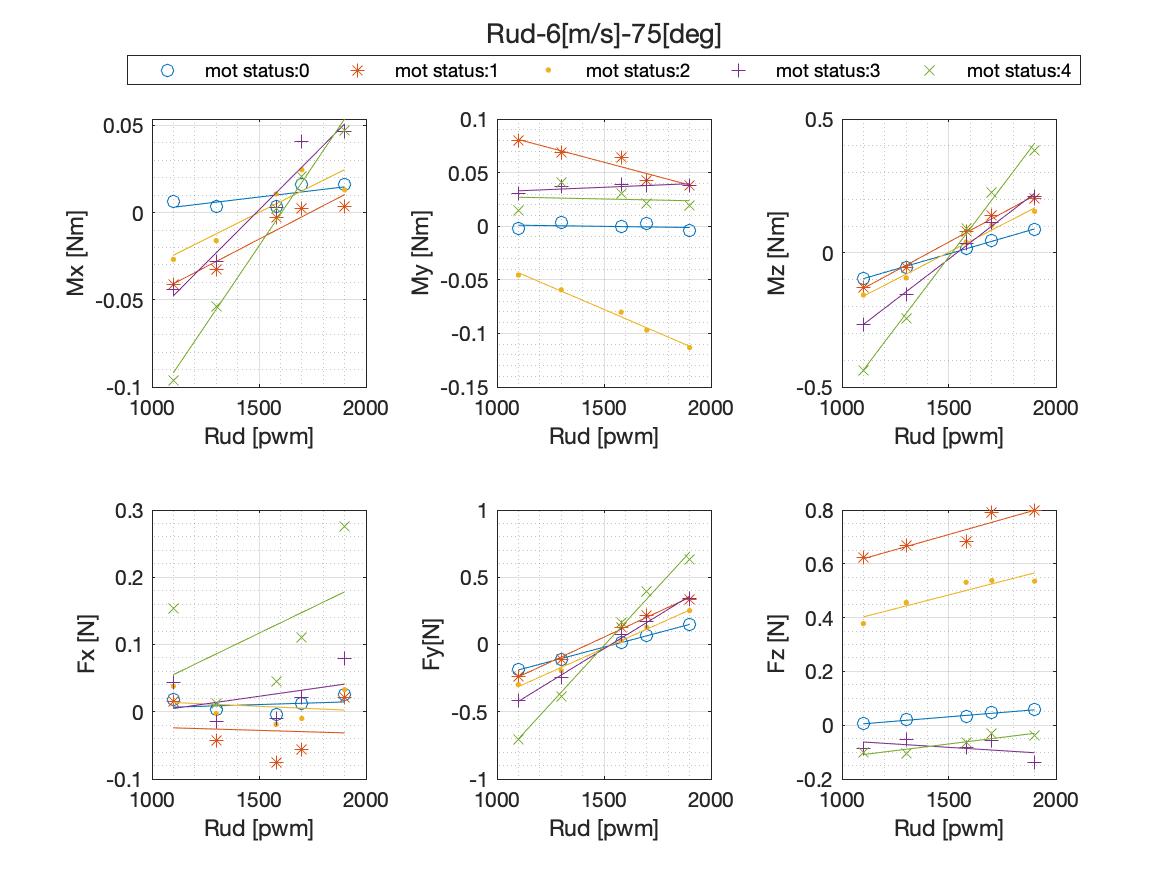 Rud-6[m/s]-75[deg]
mot status:0 mot status:1 mot status:2 mot status:3 mot status:4
Mx [Nm]
0.05
0
-0.05
-0.1
1000 1500 2000
Rud [pwm]
My [Nm]
0.1
0.05
0
-0.05
-0.1
-0.15
1000 1500 2000
Rud [pwm]
Mz [Nm]
0.5
0
-0.5
1000 1500 2000
Rud [pwm]
Fx [N]
0.3
0.2
0.1
0
-0.1
1000 1500 2000
Rud [pwm]
Fy[N]
1
0.5
0
-0.5
-1
1000 1500 2000
Rud [pwm]
Fz [N]
0.8
0.6
0.4
0.2
0
-0.2
1000 1500 2000
Rud [pwm]